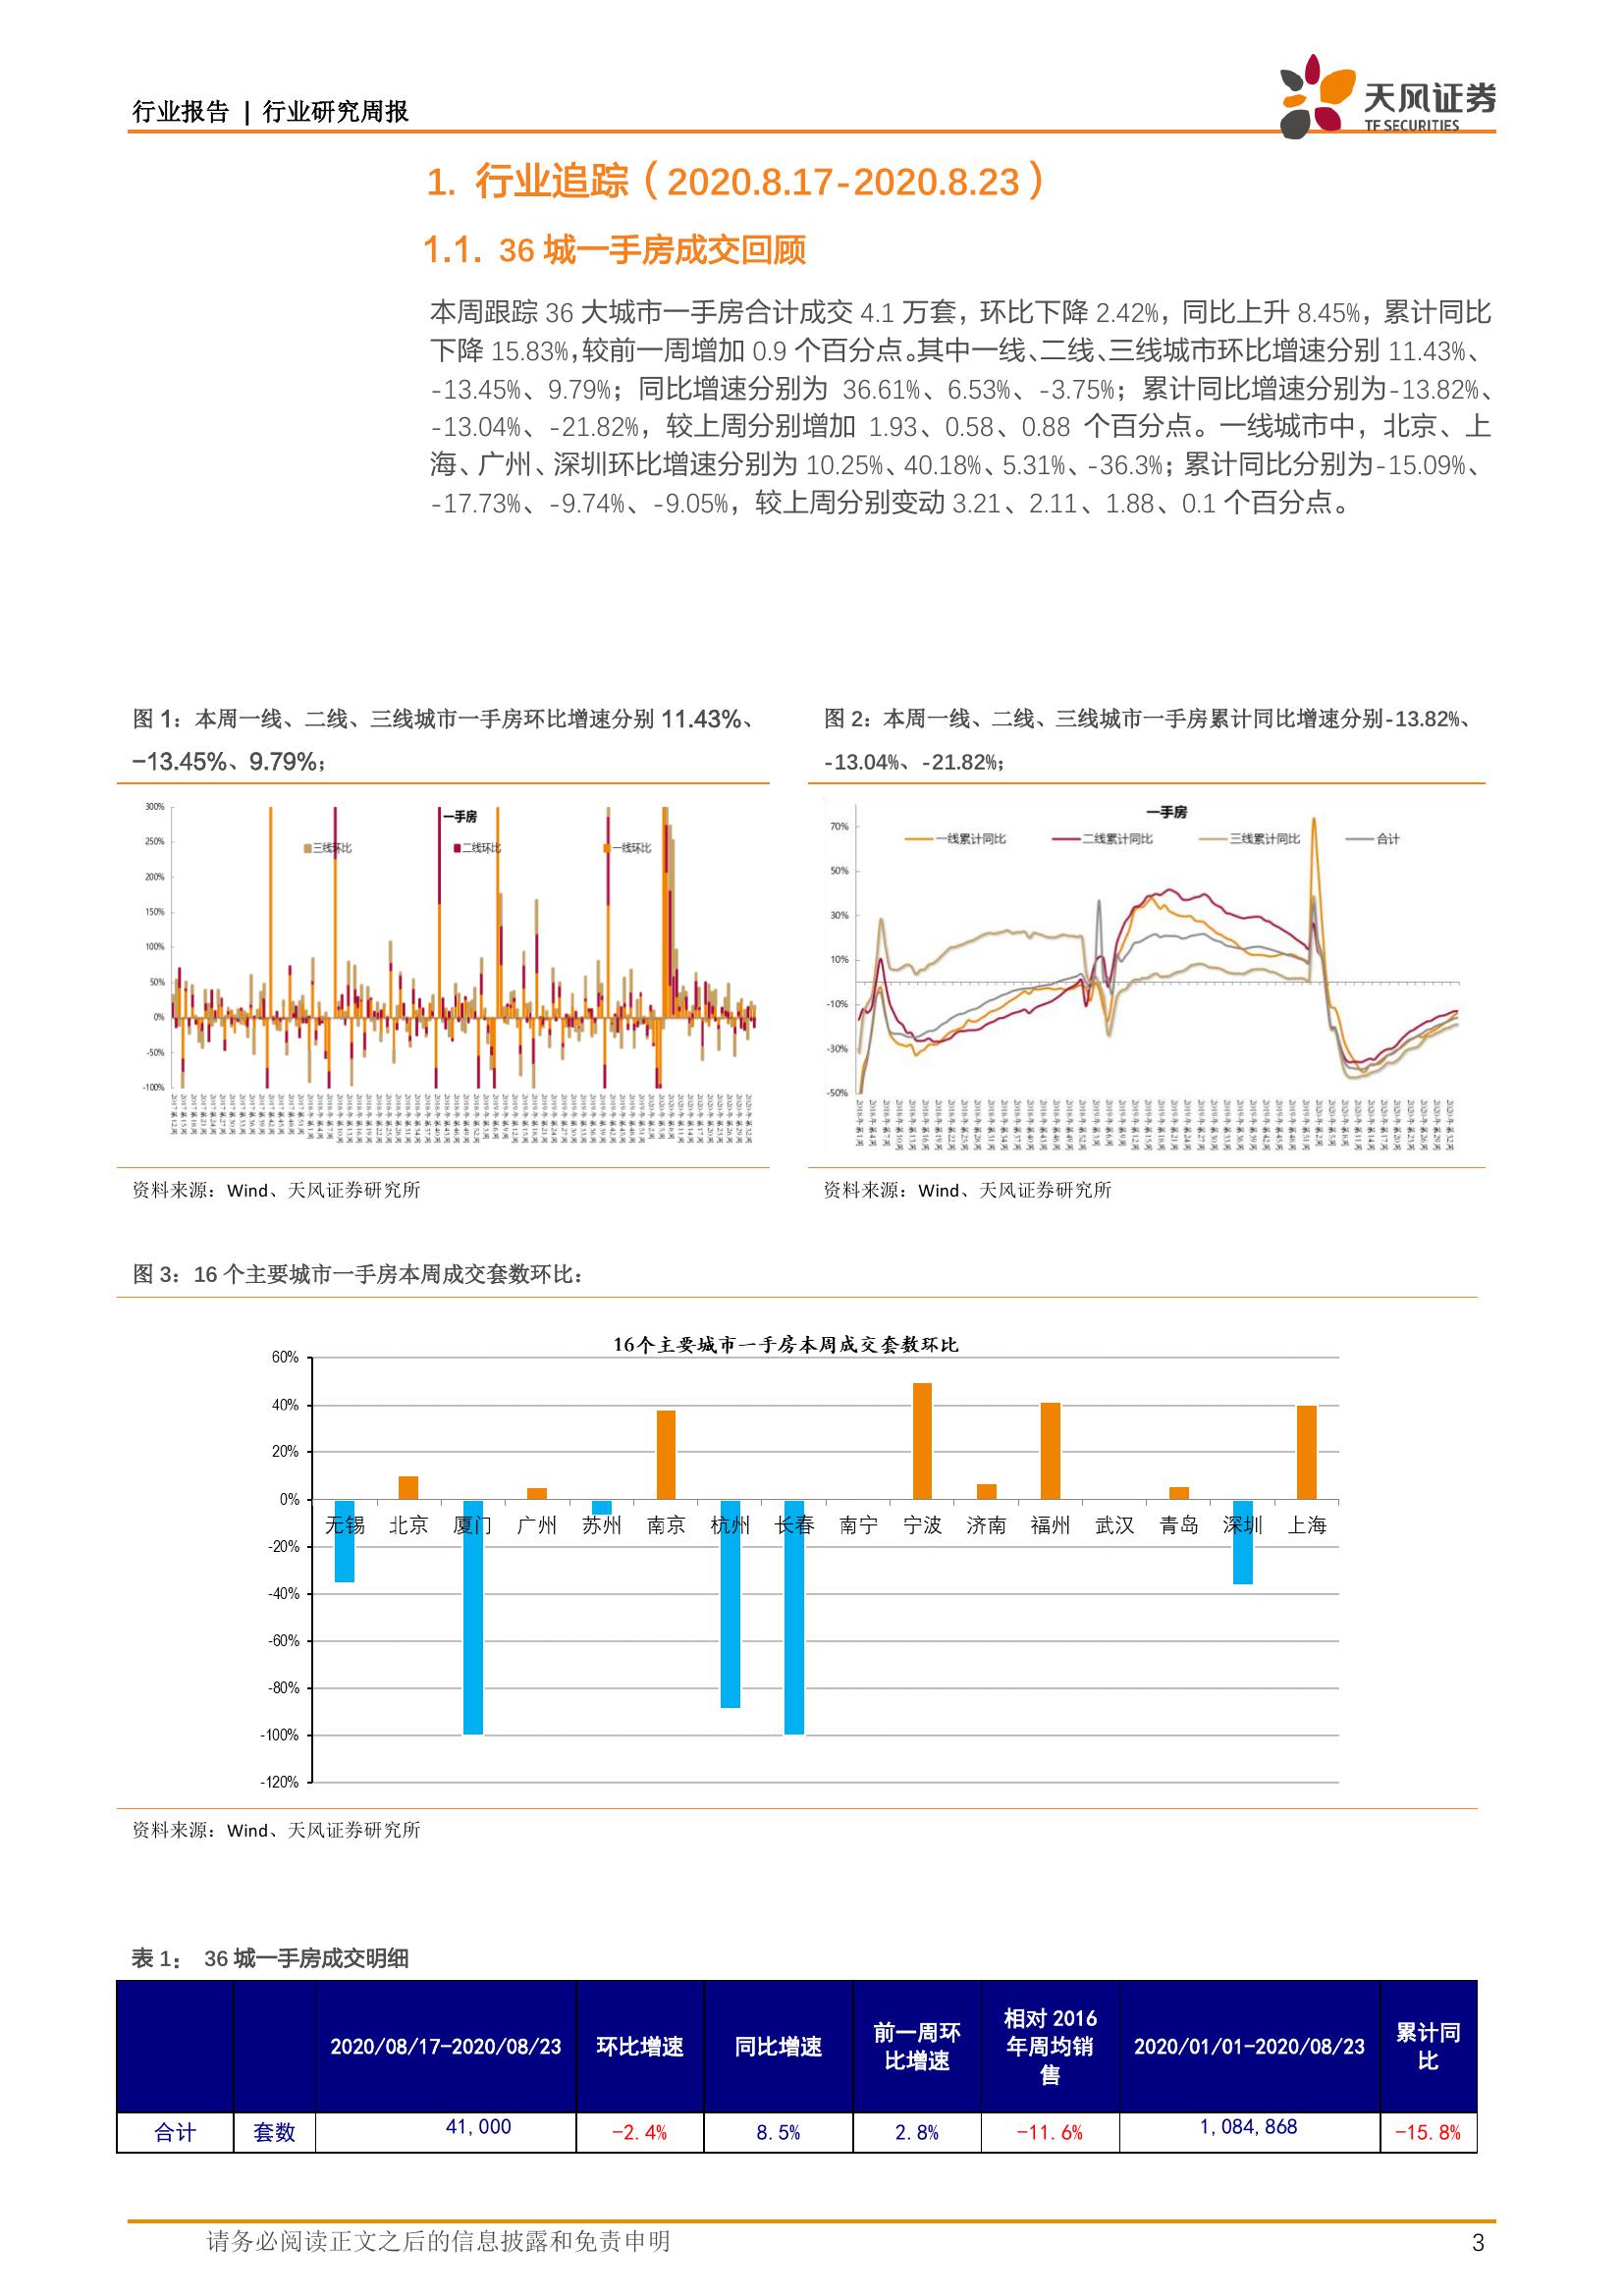 行业报告 | 行业研究周报
天风证券
TF SECURITIES
1. 行业追踪（2020.8.17-2020.8.23）
1.1. 36 城一手房成交回顾
本周跟踪 36 大城市一手房合计成交 4.1 万套，环比下降 2.42%，同比上升 8.45%，累计同比
下降 15.83%，较前一周增加 0.9 个百分点。其中一线、二线、三线城市环比增速分别 11.43%、
-13.45%、9.79%；同比增速分别为 36.61%、6.53%、-3.75%；累计同比增速分别为-13.82%、
-13.04%、-21.82%，较上周分别增加 1.93、0.58、0.88 个百分点。一线城市中，北京、上
海、广州、深圳环比增速分别为 10.25%、40.18%、5.31%、-36.3%；累计同比分别为-15.09%、
-17.73%、-9.74%、-9.05%，较上周分别变动 3.21、2.11、1.88、0.1 个百分点。
图 1：本周一线、二线、三线城市一手房环比增速分别 11.43%、
-13.45%、9.79%；
一手房
三线环比 二线环比 一线环比
300%
250%
200%
150%
100%
50%
0%
-50%
-100%
资料来源：Wind、天风证券研究所
图 2：本周一线、二线、三线城市一手房累计同比增速分别-13.82%、
-13.04%、-21.82%；
一手房
一线累计同比 二线累计同比 三线累计同比 合计
70%
50%
30%
10%
-10%
-30%
-50%
资料来源：Wind、天风证券研究所
图 3：16 个主要城市一手房本周成交套数环比：
16个主要城市一手房本周成交套数环比
60%
40%
20%
0%
-20%
-40%
-60%
-80%
-100%
-120%
无锡 北京 厦门 广州 苏州 南京 杭州 长春 南宁 宁波 济南 福州 武汉 青岛 深圳 上海
资料来源：Wind、天风证券研究所
表 1： 36 城一手房成交明细
2020/08/17-2020/08/23 环比增速 同比增速 前一周环比增速 相对 2016 年周均销售 2020/01/01-2020/08/23 累计同比
合计 套数 41,000 -2.4% 8.5% 2.8% -11.6% 1,084,868 -15.8%
请务必阅读正文之后的信息披露和免责申明
3